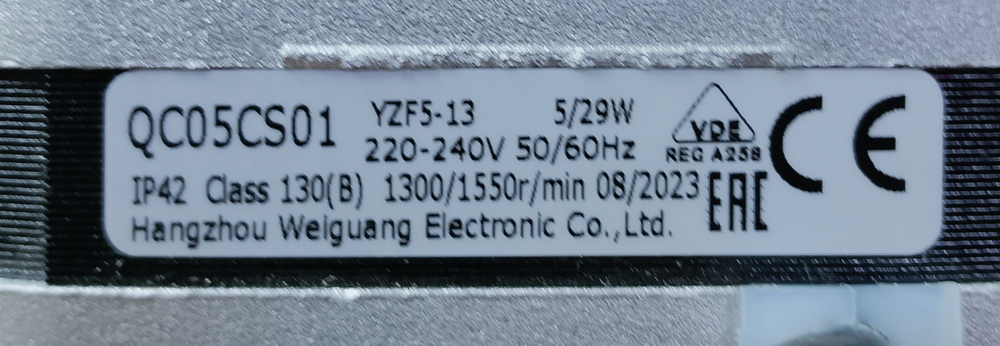 QC05CS01 YZF5-13 5/29W
220-240V 50/60Hz
IP42 Class 130(B) 1300/1550r/min 08/2023
Hangzhou Weiguang Electronic Co.,Ltd.
VDE
REG A258
CE
EAC